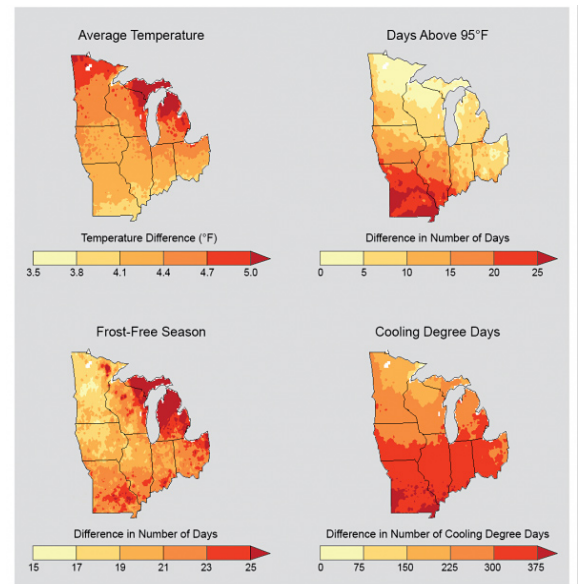 Average Temperature
Temperature Difference (°F)
3.5 3.8 4.1 4.4 4.7 5.0
Days Above 95°F
Difference in Number of Days
0 5 10 15 20 25
Frost-Free Season
Difference in Number of Days
15 17 19 21 23 25
Cooling Degree Days
Difference in Number of Cooling Degree Days
0 75 150 225 300 375